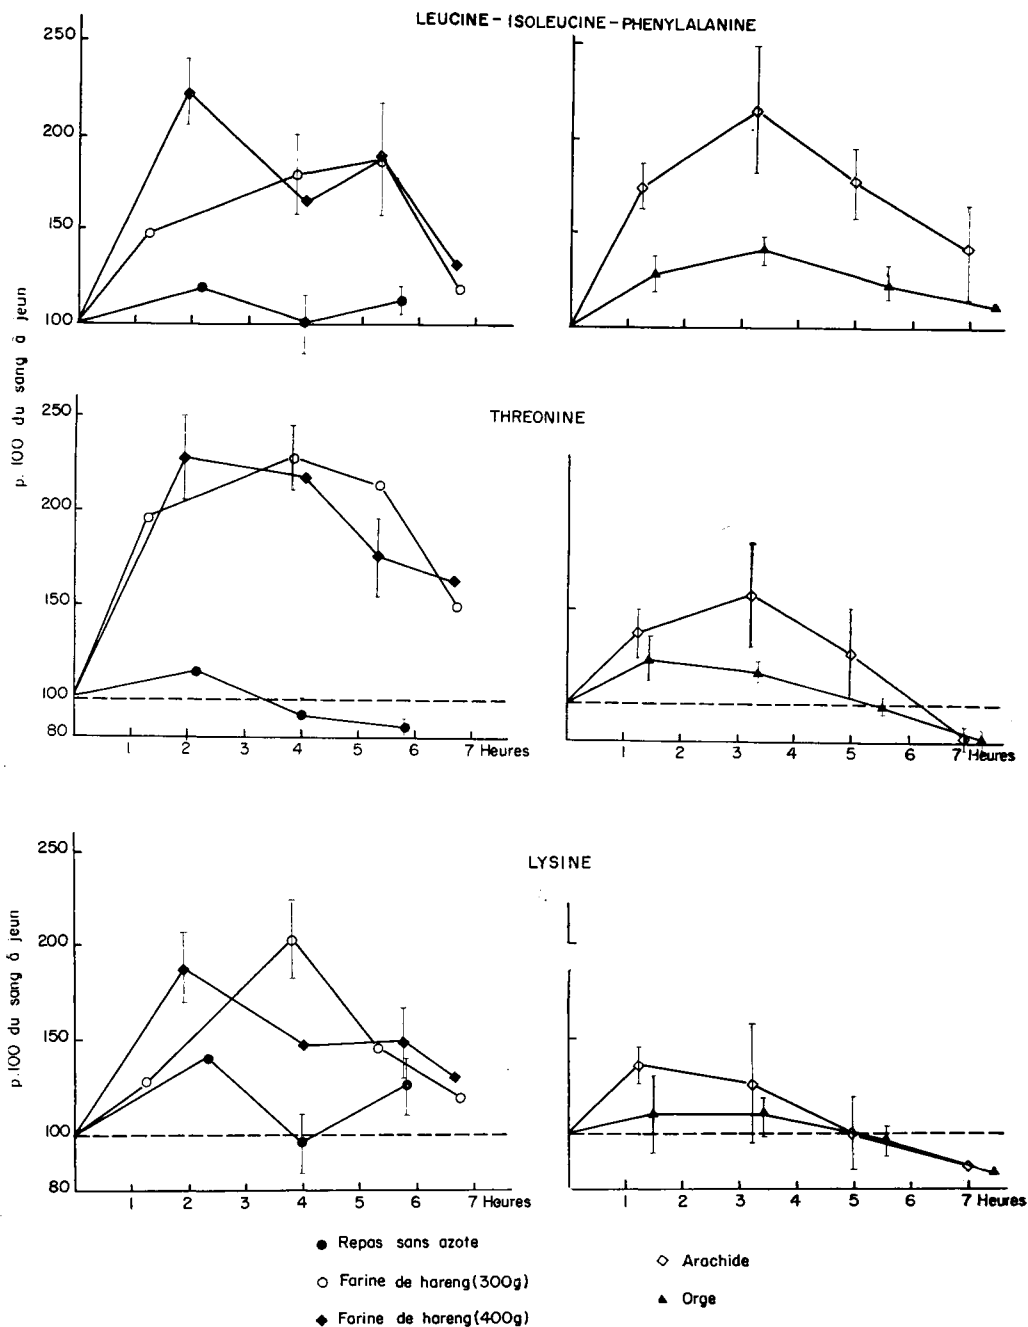 LEUCINE - ISOLEUCINE - PHENYLALANINE
250
200
150
100
p. 100 du sang à jeun
THREONINE
250
200
150
100
80
1 2 3 4 5 6 7 Heures
1 2 3 4 5 6 7 Heures
LYSINE
250
200
150
100
80
p.100 du sang à jeun
1 2 3 4 5 6 7 Heures
1 2 3 4 5 6 7 Heures
Repas sans azote
Farine de hareng (300g)
Farine de hareng (400g)
Arachide
Orge